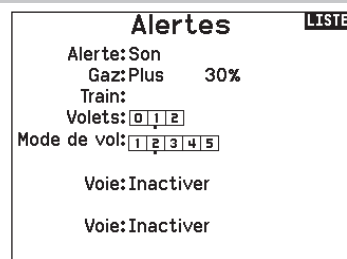 Alertes LISTE
Alerte: Son
Gaz: Plus 30%
Train:
Volets: 0 1 2
Mode de vol: 1 2 3 4 5
Voie: Inactiver
Voie: Inactiver